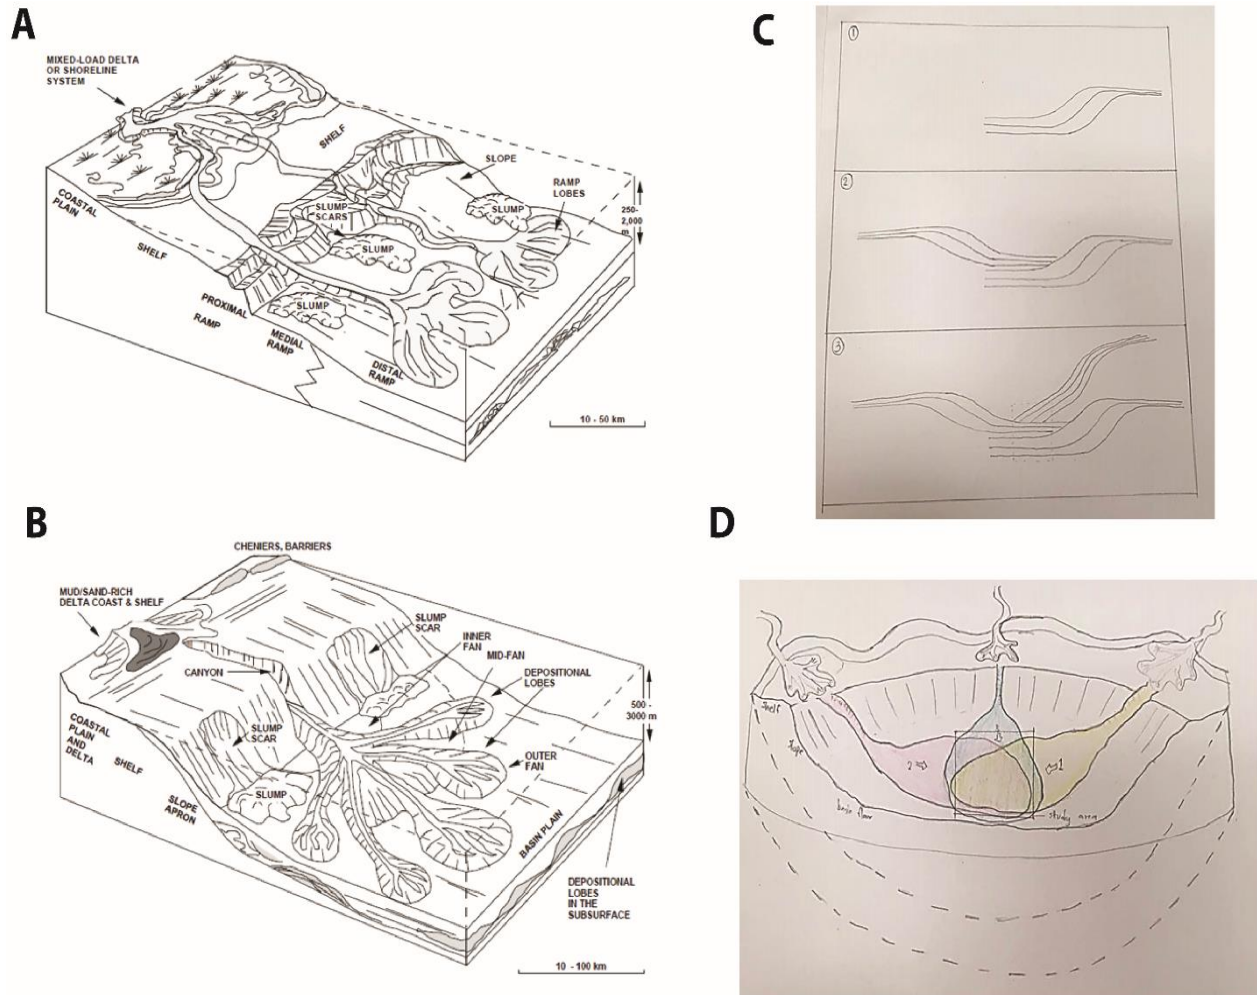 A
MIXED-LOAD DELTA
OR SHORELINE
SYSTEM
SHELF
SLOPE
RAMP
LOBES
SLUMP
250-
2,000
m
SLUMP
SCARS
SLUMP
COASTAL
PLAIN
SHELF
SLUMP
PROXIMAL
RAMP
MEDIAL
RAMP
DISTAL
RAMP
10 - 50 km
B
CHENIERS, BARRIERS
MUD/SAND-RICH
DELTA COAST & SHELF
SLUMP
SCAR
INNER
FAN
MID-FAN
DEPOSITIONAL
LOBES
CANYON
500-
3000 m
SLUMP
SCAR
OUTER
FAN
COASTAL
PLAIN
AND
DELTA
SHELF
SLUMP
SLOPE
APRON
BASIN PLAIN
DEPOSITIONAL
LOBES
IN THE
SUBSURFACE
10 - 100 km
C
1
2
3
D
shelf
slope
basin floor
2
3
1
study area